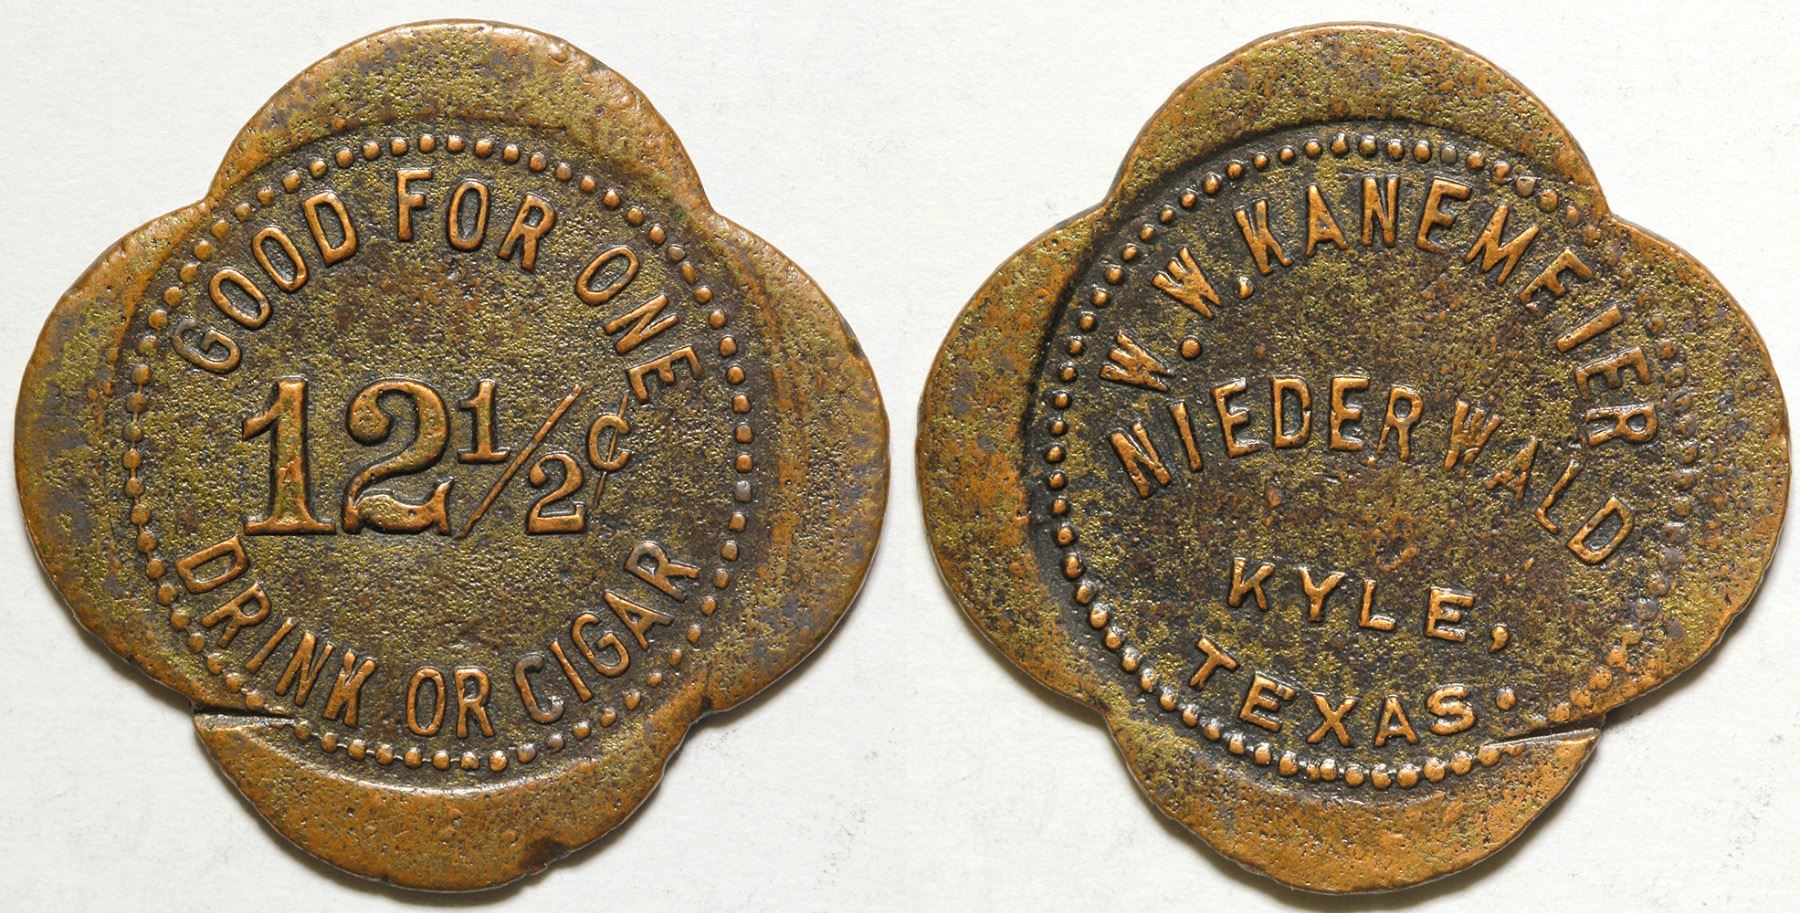 GOOD FOR ONE
12½¢
DRINK OR CIGAR
W. W. KANEMEIER
NIEDERWALD
KYLE,
TEXAS.